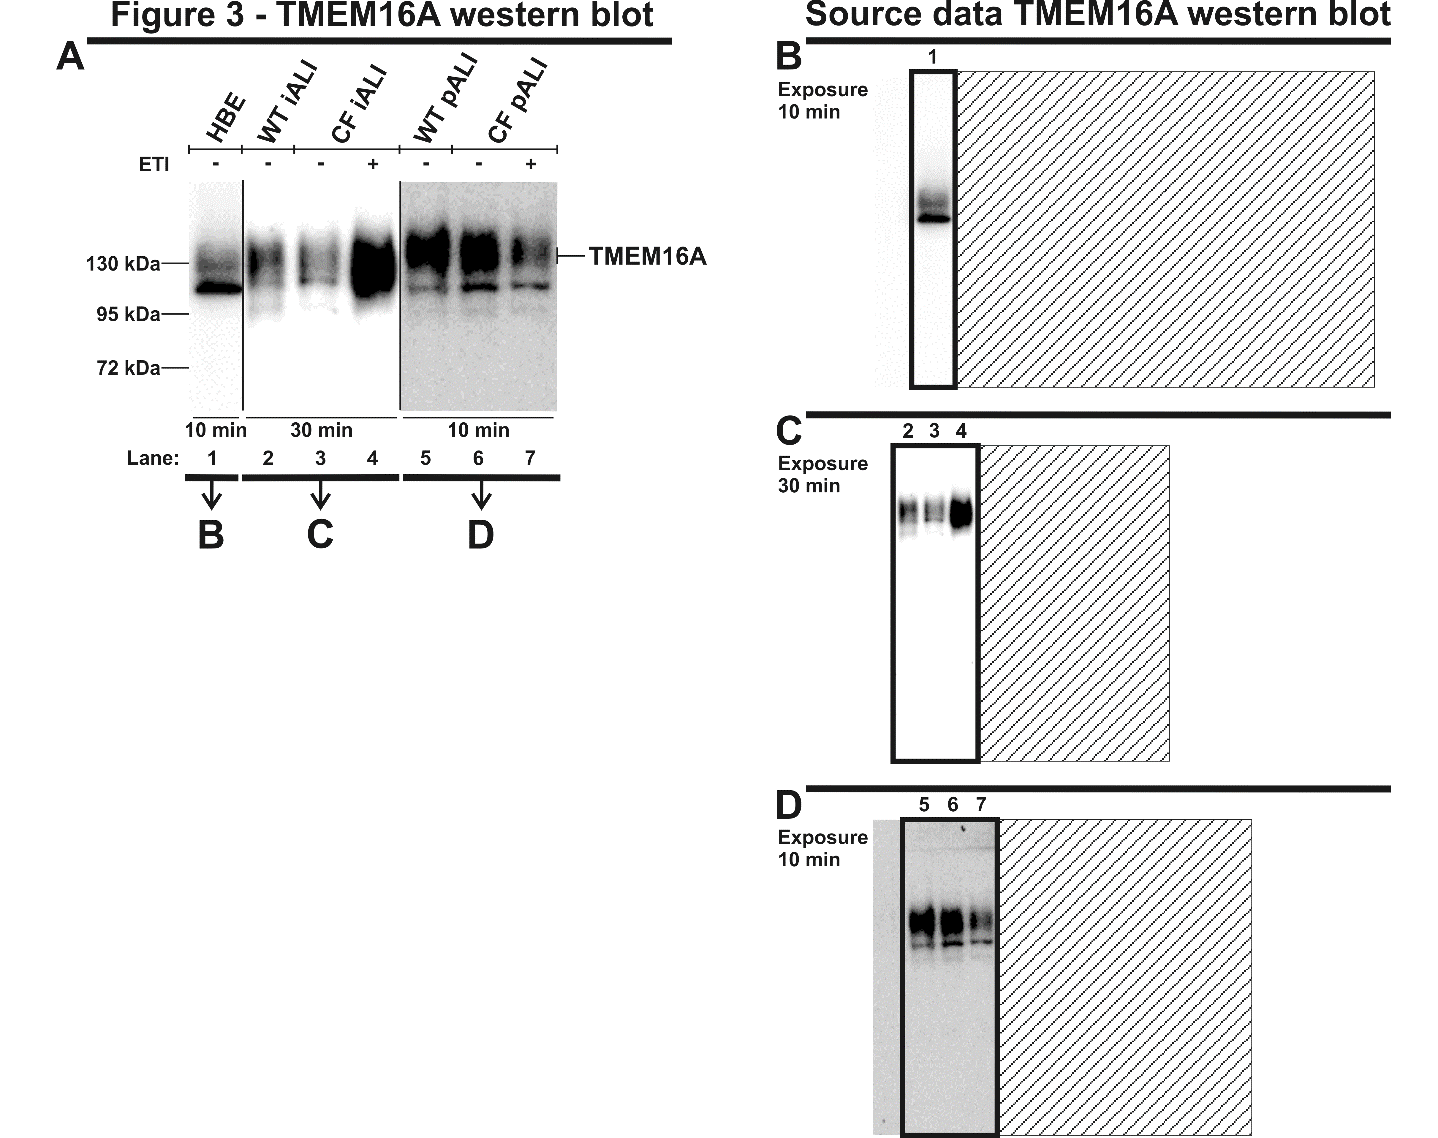 Figure 3 - TMEM16A western blot
A
HBE
WT iALI
CF iALI
WT pALI
CF pALI
ETI - - - + - - +
130 kDa
95 kDa
72 kDa
TMEM16A
10 min 30 min 10 min
Lane: 1 2 3 4 5 6 7
B C D
Source data TMEM16A western blot
B
1
Exposure
10 min
C
2 3 4
Exposure
30 min
D
5 6 7
Exposure
10 min